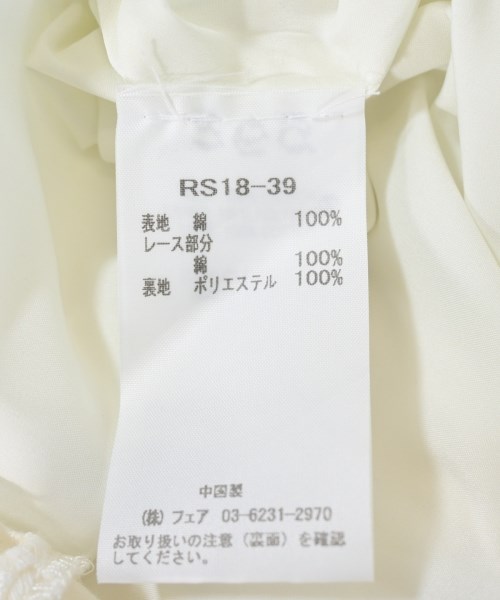 RS18-39
表地 綿 100%
レース部分
綿 100%
裏地 ポリエステル 100%
中国製
(株) フェア 03-6231-2970
お取り扱いの注意 (裏面) を確認
してください。